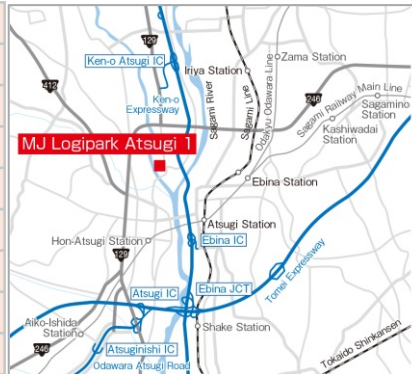 129
Ken-o Atsugi IC
Iriya Station
Zama Station
412
Ken-o
Expressway
Sagami River
Sagami Line
Odakyu Odawara Line
246
Sagami Railway Main Line
Sagamino
Station
Kashiwadai
Station
MJ Logipark Atsugi 1
Ebina Station
Atsugi Station
Hon-Atsugi Station
Ebina IC
129
Tomei Expressway
Atsugi IC
Ebina JCT
Aiko-Ishida
Station
Shake Station
246
Atsuginishi IC
Odawara Atsugi Road
Tokaido Shinkansen